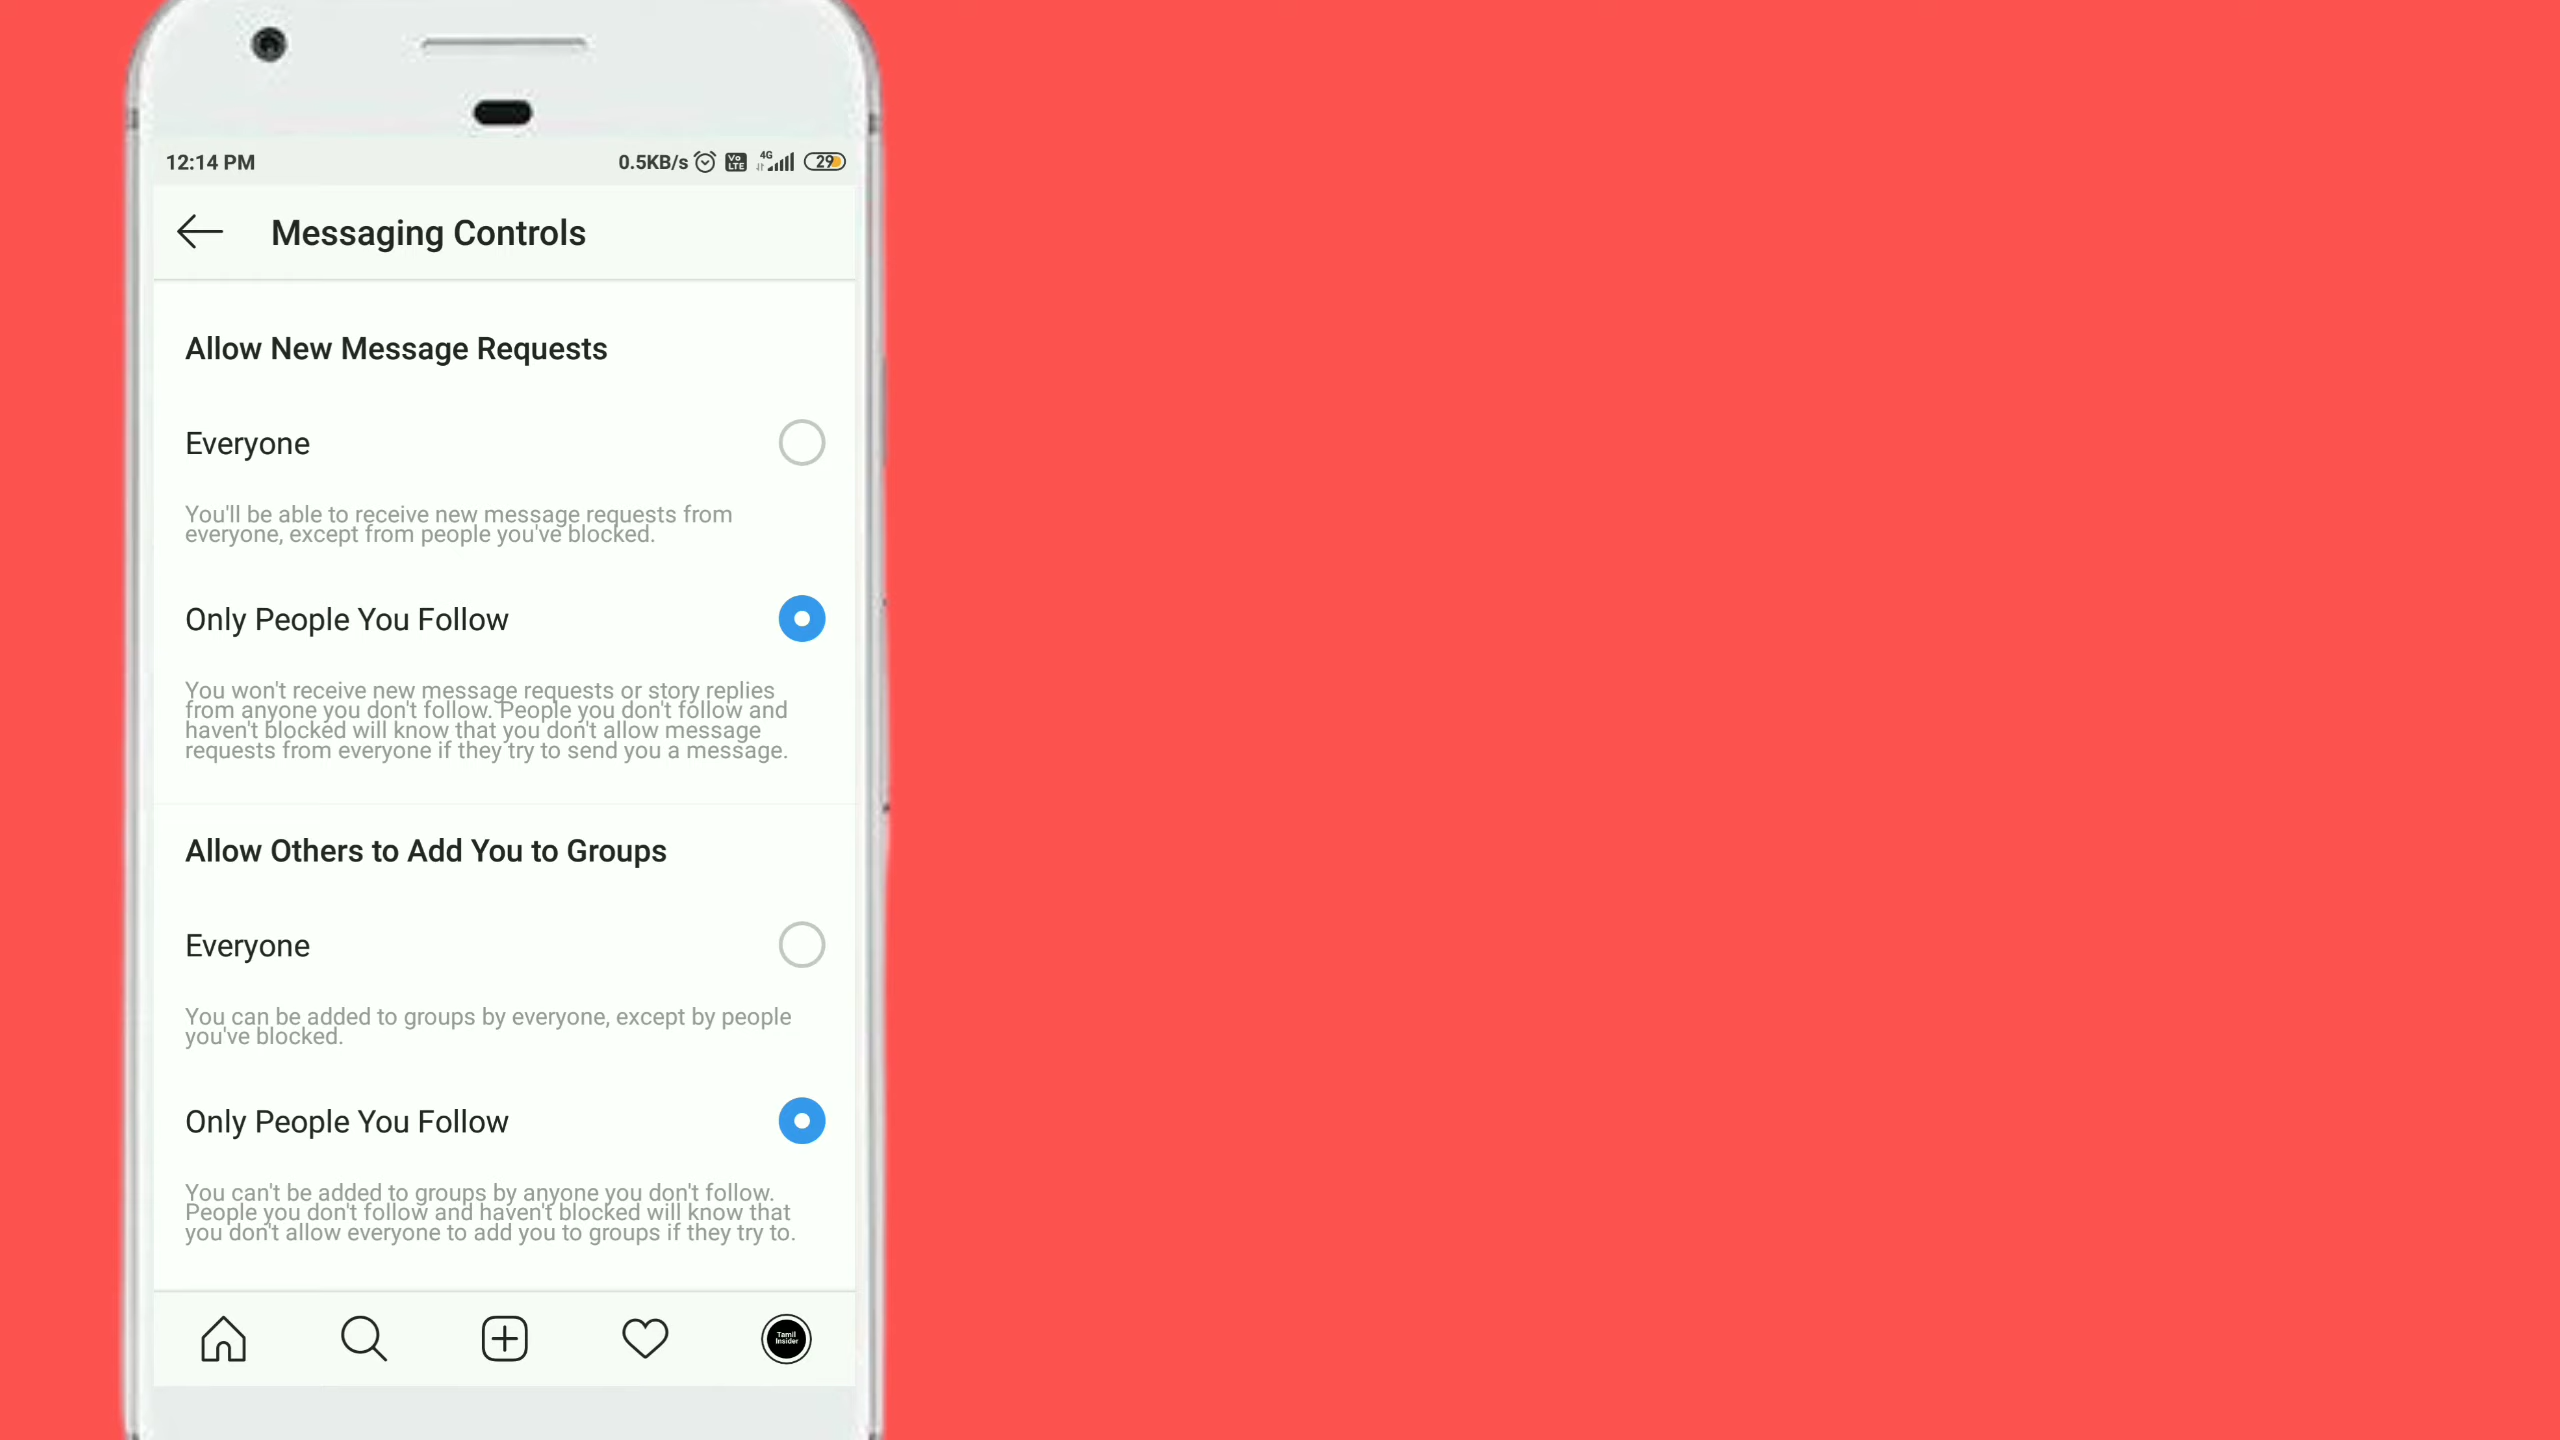 12:14 PM 0.5KB/s Vo LTE 4G 29
Messaging Controls
Allow New Message Requests
Everyone
You'll be able to receive new message requests from
everyone, except from people you've blocked.
Only People You Follow
You won't receive new message requests or story replies
from anyone you don't follow. People you don't follow and
haven't blocked will know that you don't allow message
requests from everyone if they try to send you a message.
Allow Others to Add You to Groups
Everyone
You can be added to groups by everyone, except by people
you've blocked.
Only People You Follow
You can't be added to groups by anyone you don't follow.
People you don't follow and haven't blocked will know that
you don't allow everyone to add you to groups if they try to.
Tamil
Insider